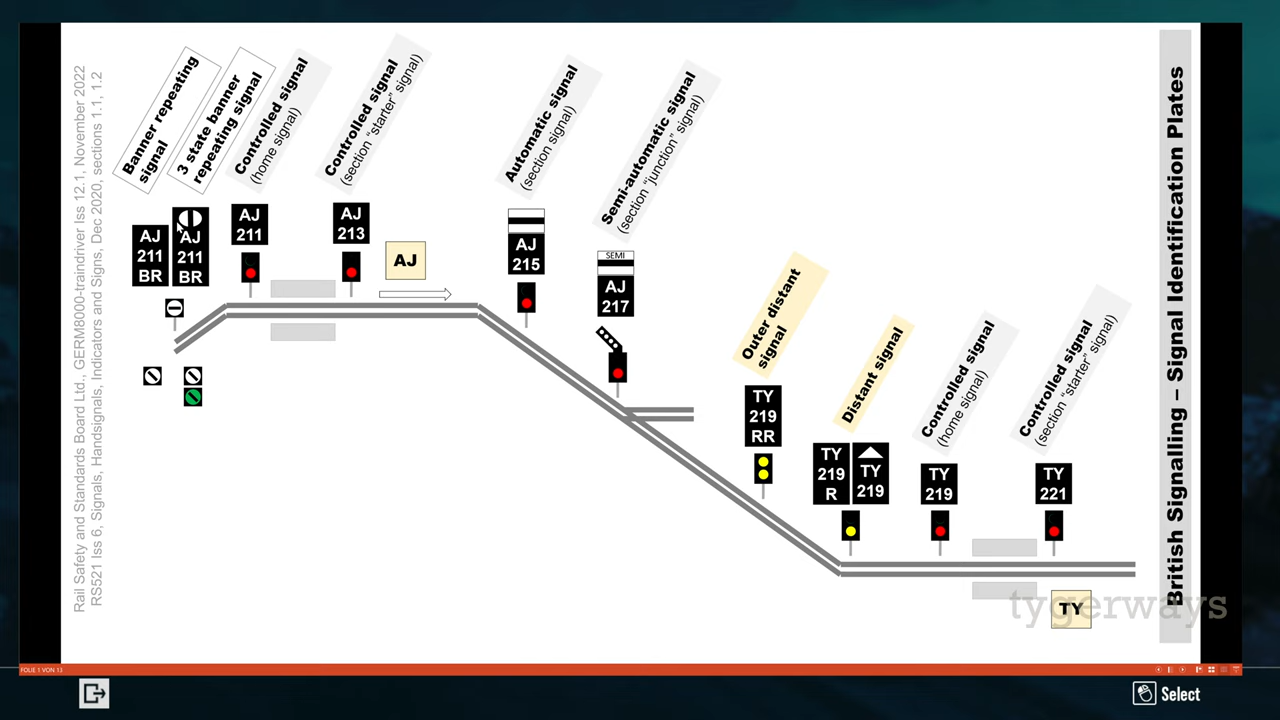 Rail Safety and Standards Board Ltd., GERM8000-traindriver Iss 12.1, November 2022
RS521 Iss 6, Signals, Handsignals, Indicators and Signs, Dec 2020, sections 1.1, 1.2
Banner repeating
signal
3 state banner
repeating signal
Controlled signal
(home signal)
Controlled signal
(section "starter" signal)
Automatic signal
(section signal)
Semi-automatic signal
(section "junction" signal)
AJ
211
BR
AJ
211
BR
AJ
211
AJ
213
AJ
AJ
215
SEMI
AJ
217
Outer distant
signal
Distant signal
Controlled signal
(home signal)
Controlled signal
(section "starter" signal)
TY
219
RR
TY
219
R
TY
219
TY
219
TY
221
TY
British Signalling – Signal Identification Plates
tygerways
FOLIE 1 VON 13
Select